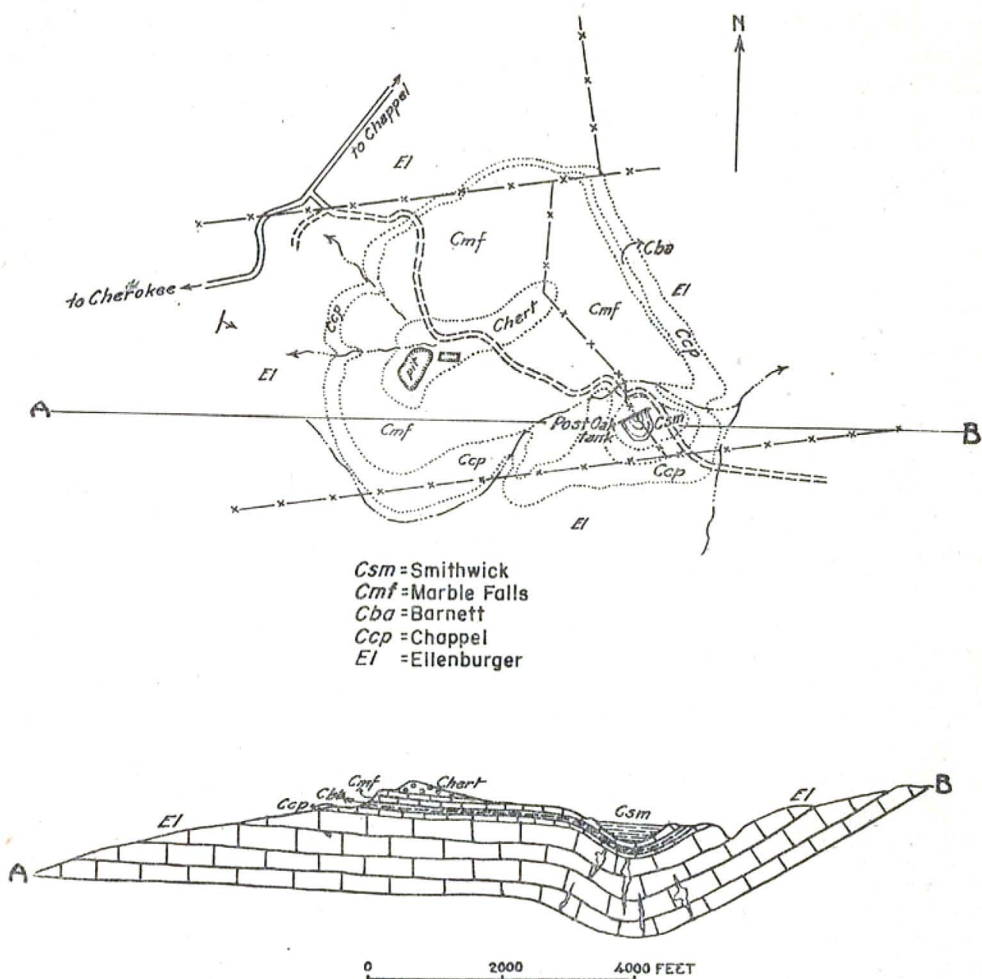 N
to Chappel
El
Cmf
Cba
to Cherokee
El
Ccp
Chert
Cmf
Ccp
El
A
Cmf
Post Oak
tank
Csm
B
Ccp
Ccp
El
Csm = Smithwick
Cmf = Marble Falls
Cba = Barnett
Ccp = Chappel
El = Ellenburger
Cmf
Chert
Cba
Ccp
El
Csm
El
B
A
0 2000 4000 FEET